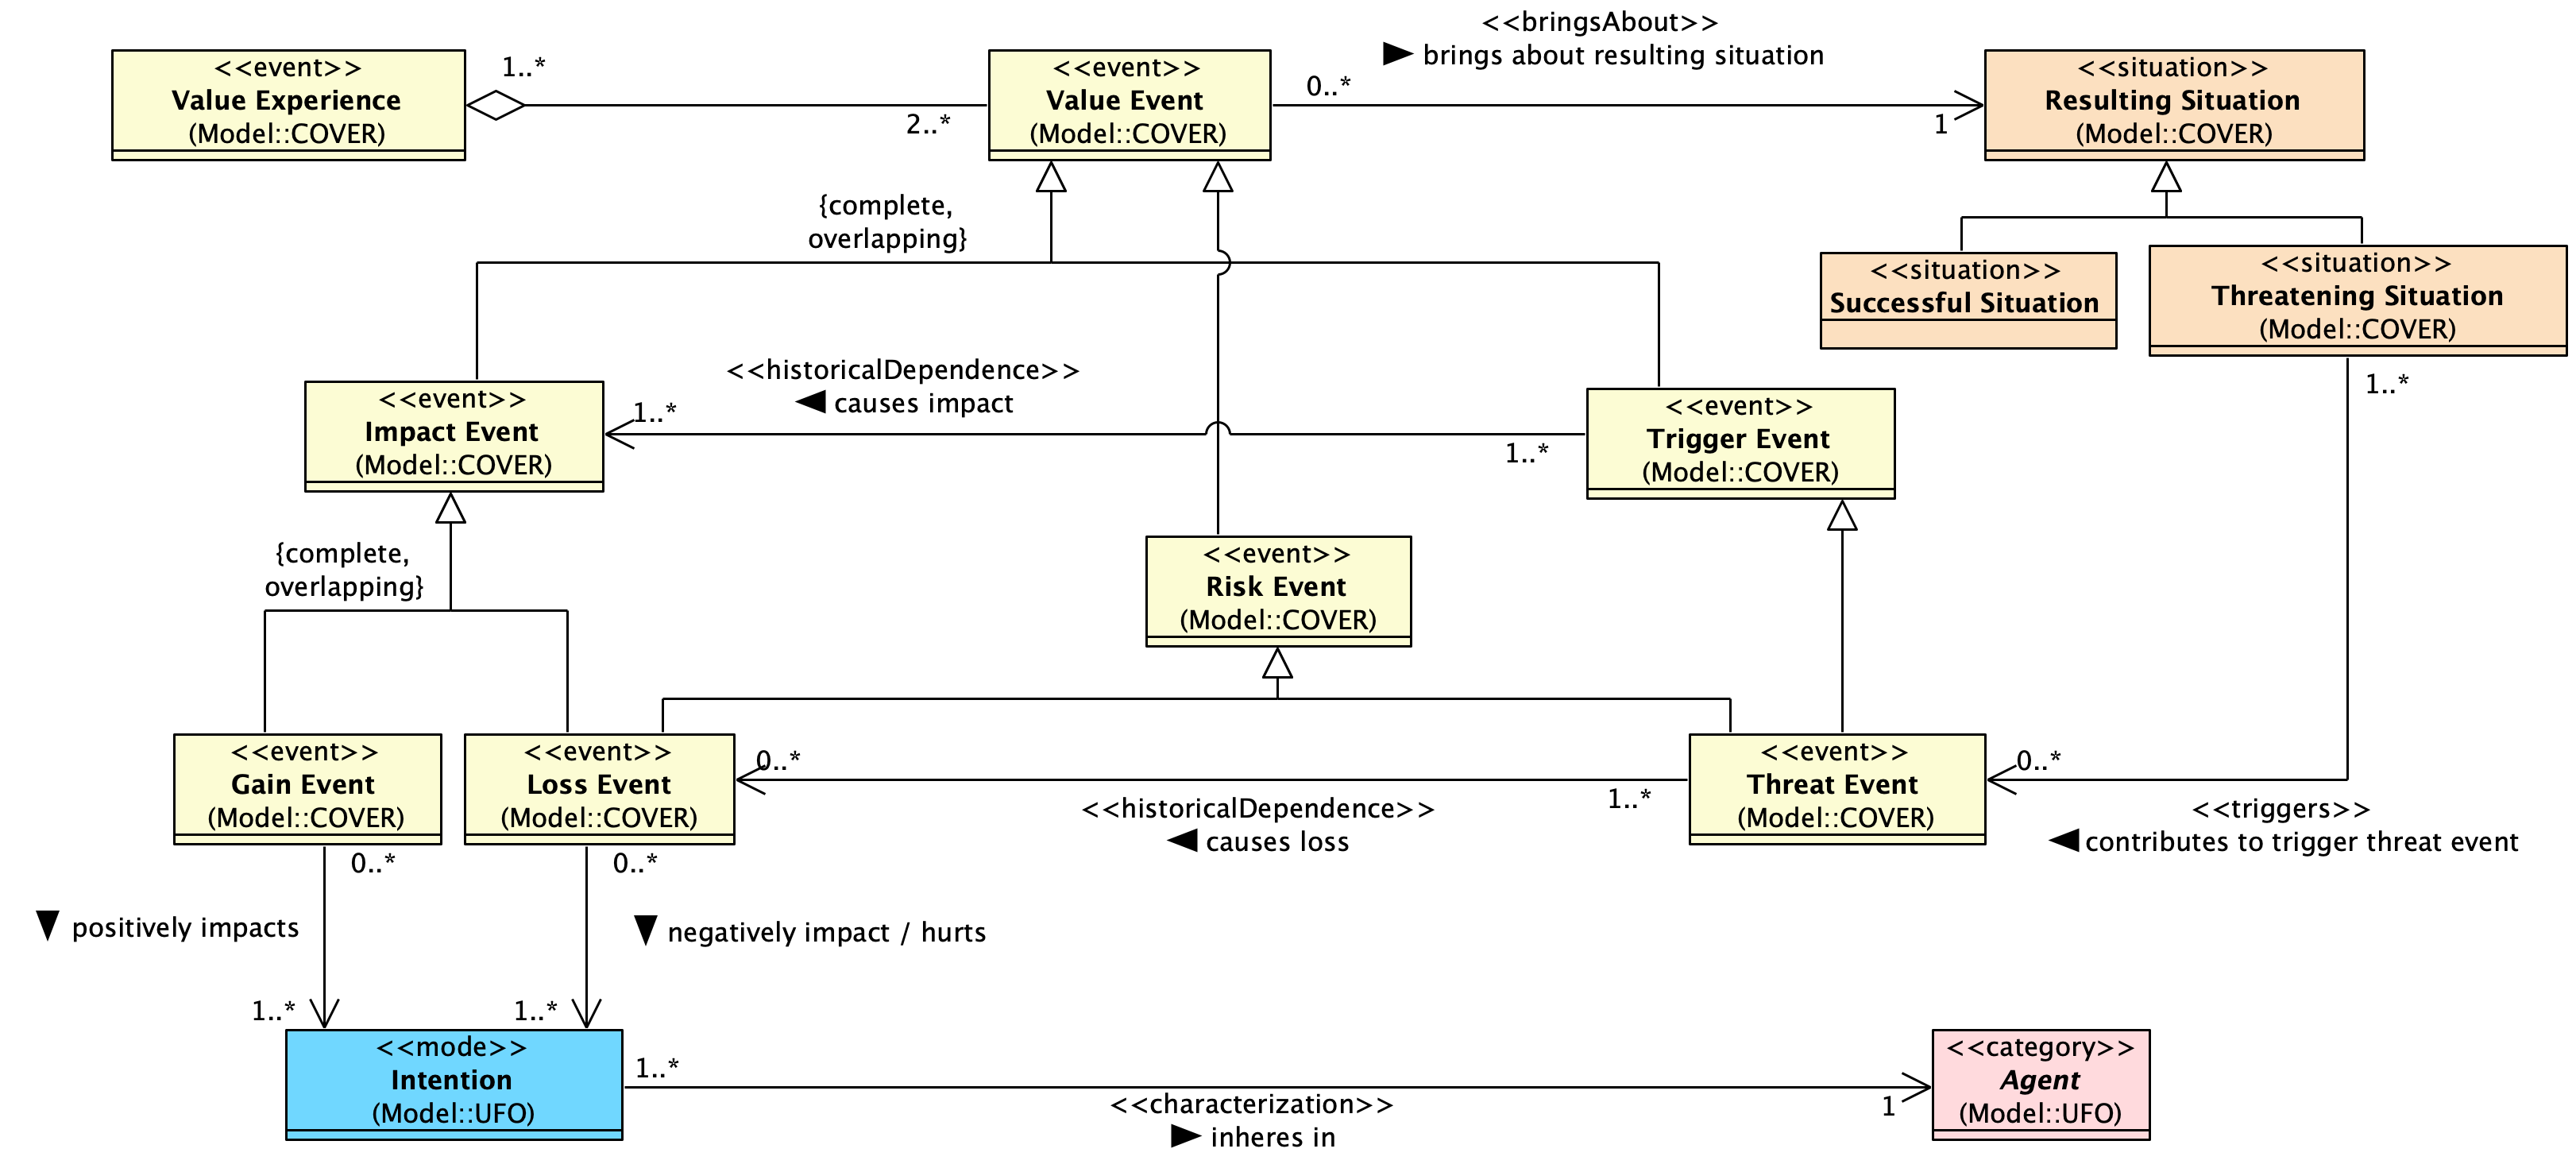 <<bringsAbout>>
► brings about resulting situation
<<event>>
Value Experience
(Model::COVER)
1..*
2..*
<<event>>
Value Event
(Model::COVER)
0..*
1
<<situation>>
Resulting Situation
(Model::COVER)
{complete,
overlapping}
<<situation>>
Successful Situation
<<situation>>
Threatening Situation
(Model::COVER)
<<historicalDependence>>
◄ causes impact
<<event>>
Impact Event
(Model::COVER)
1..*
1..*
<<event>>
Trigger Event
(Model::COVER)
1..*
{complete,
overlapping}
<<event>>
Risk Event
(Model::COVER)
<<event>>
Gain Event
(Model::COVER)
<<event>>
Loss Event
(Model::COVER)
0..*
1..*
<<historicalDependence>>
◄ causes loss
<<event>>
Threat Event
(Model::COVER)
0..*
<<triggers>>
◄ contributes to trigger threat event
0..*
0..*
▼ positively impacts
▼ negatively impact / hurts
1..*
1..*
<<mode>>
Intention
(Model::UFO)
1..*
<<characterization>>
► inheres in
1
<<category>>
Agent
(Model::UFO)